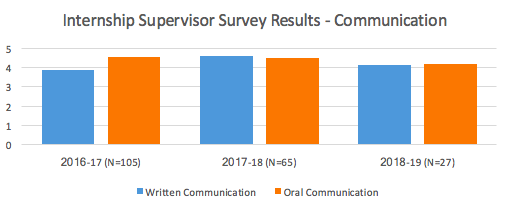 Internship Supervisor Survey Results - Communication
5
4
3
2
1
0
2016-17 (N=105) 2017-18 (N=65) 2018-19 (N=27)
Written Communication Oral Communication